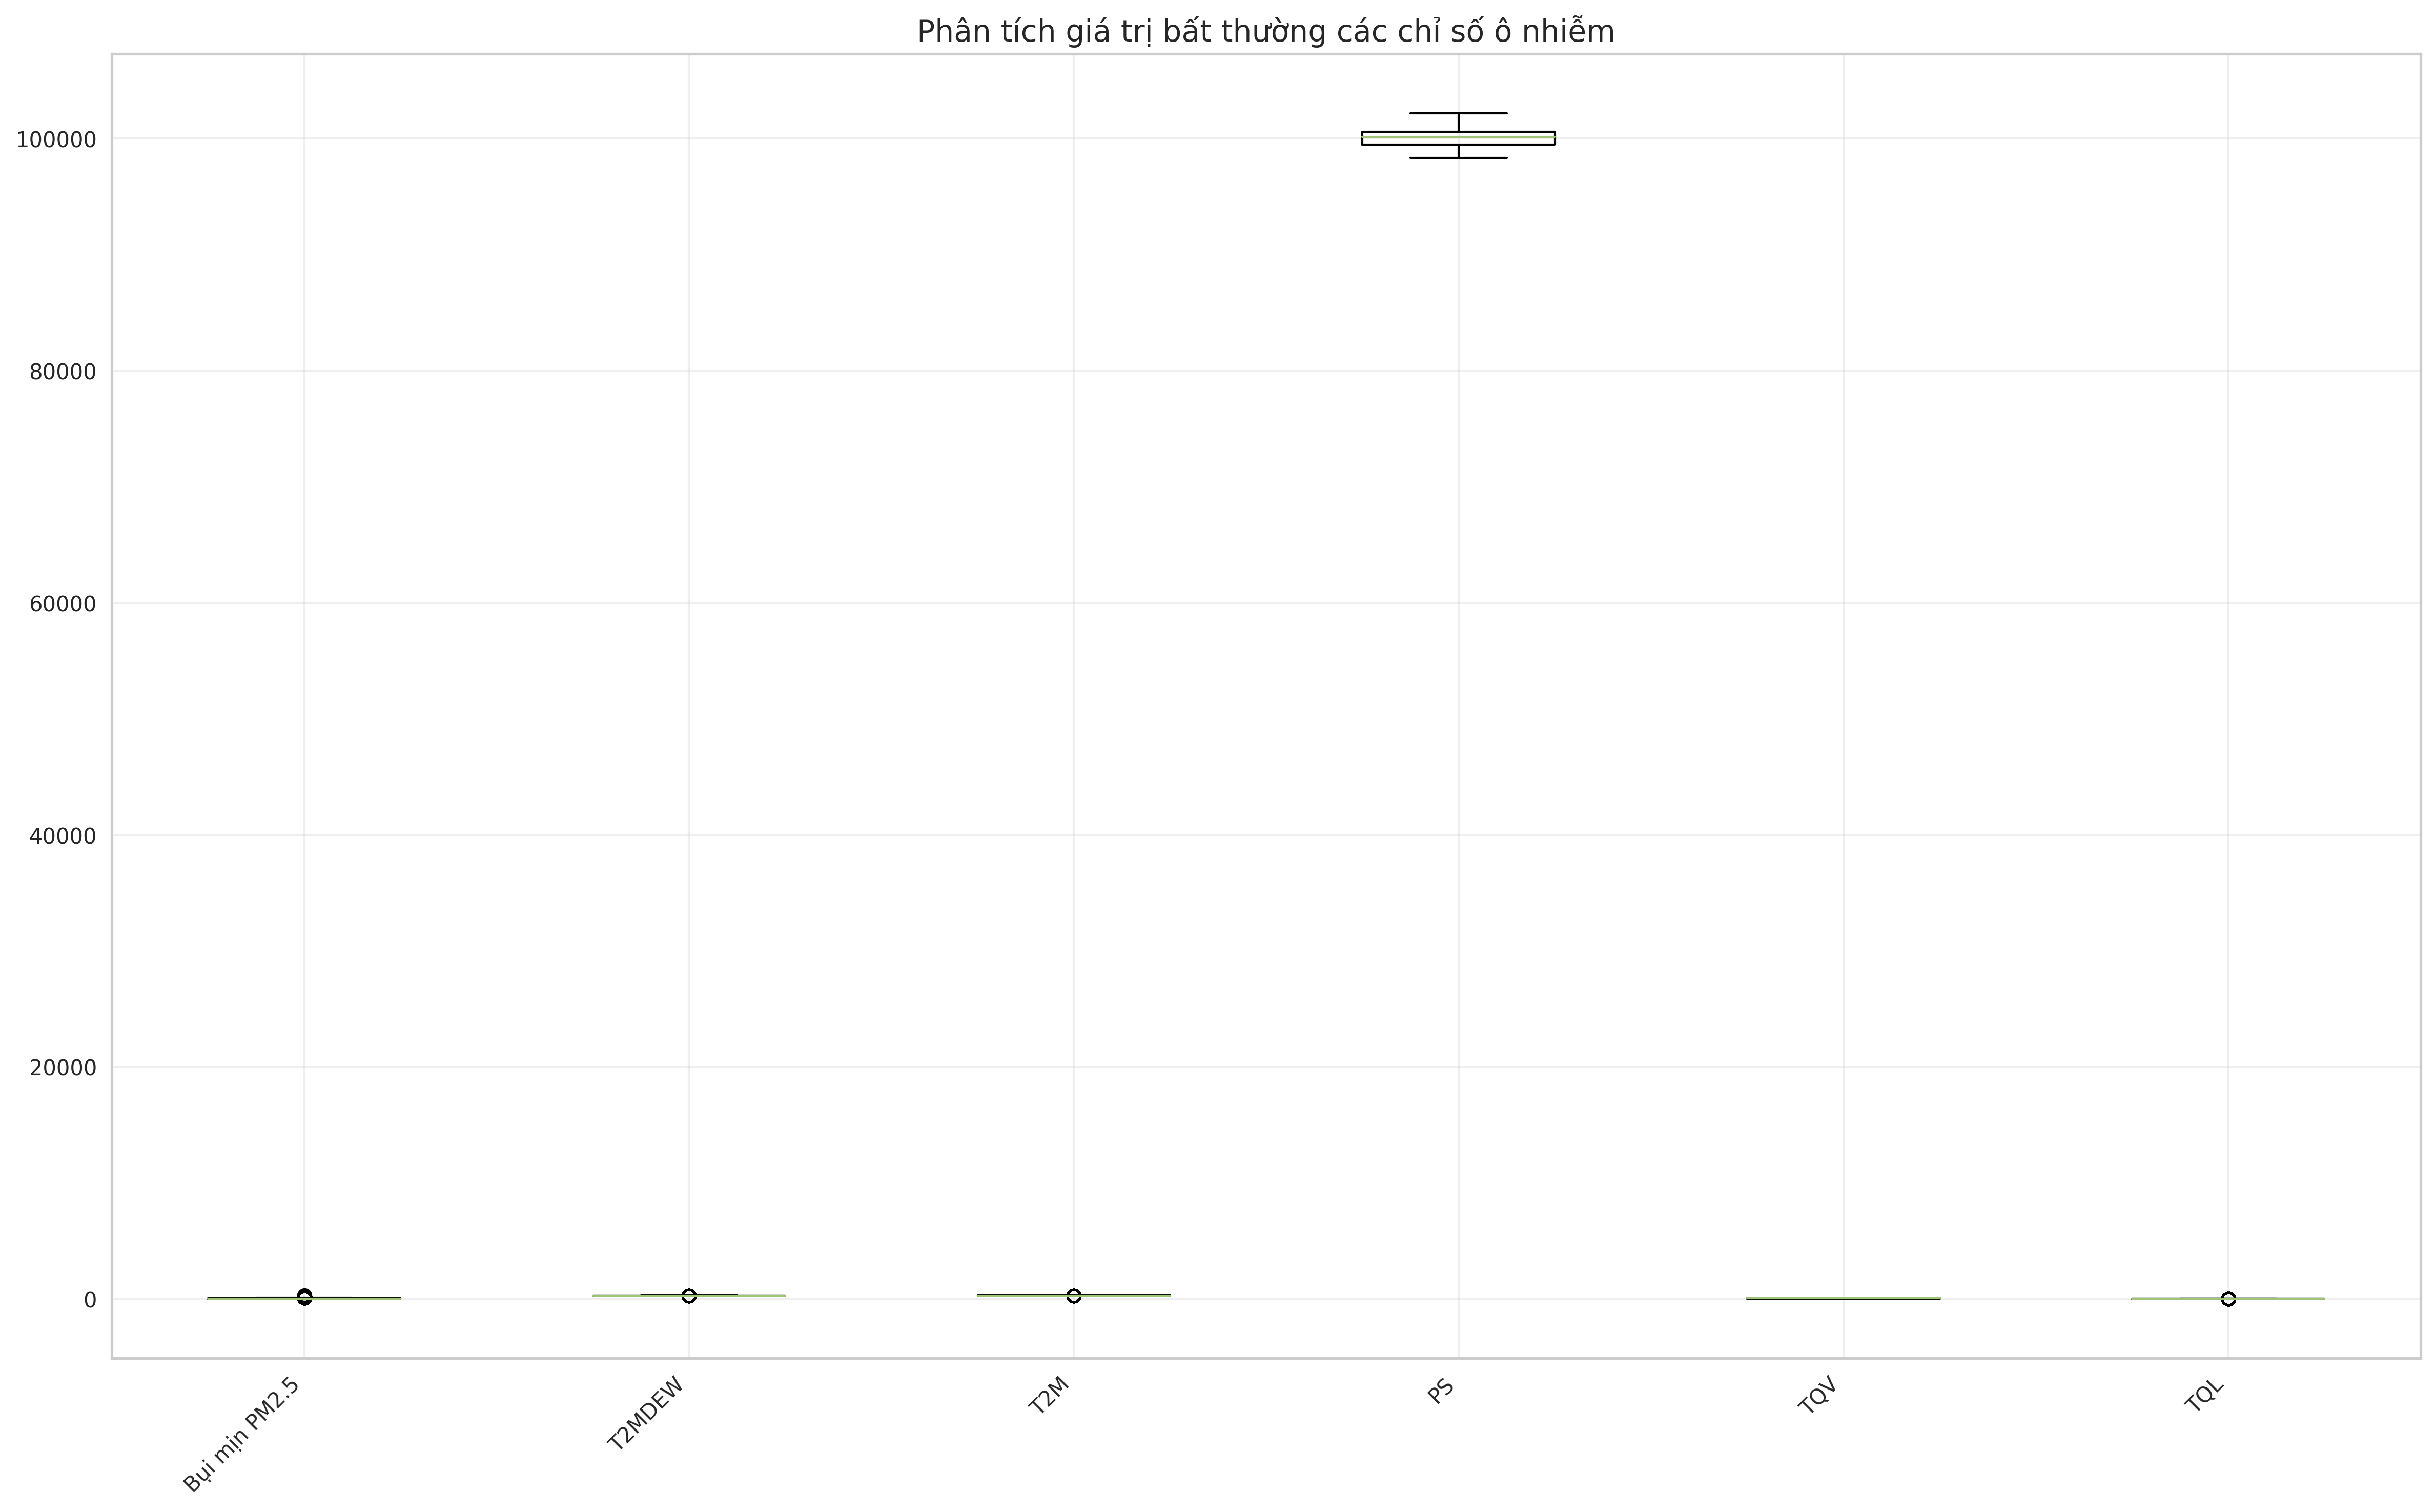 Phân tích giá trị bất thường các chỉ số ô nhiễm
100000
80000
60000
40000
20000
0
Bụi mịn PM2.5
T2MDEW
T2M
PS
TQV
TQL